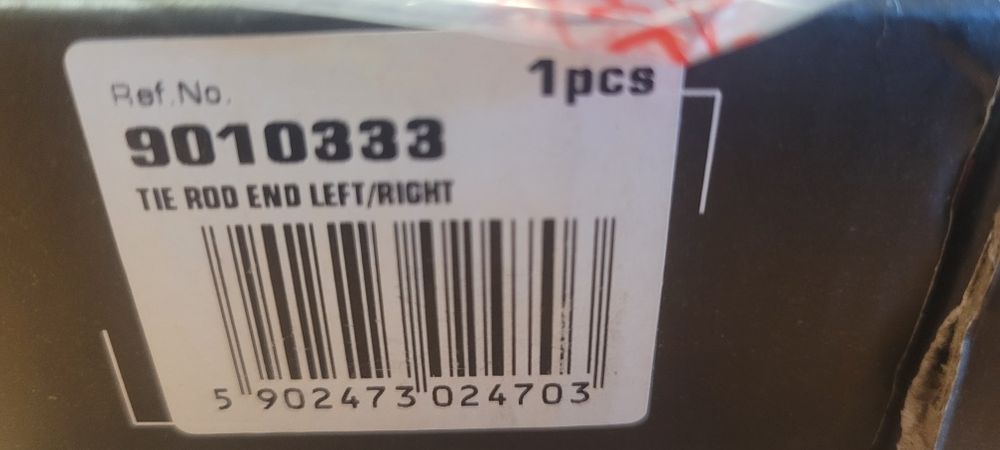 Ref.No.
1pcs
9010333
TIE ROD END LEFT/RIGHT
5 902473 024703